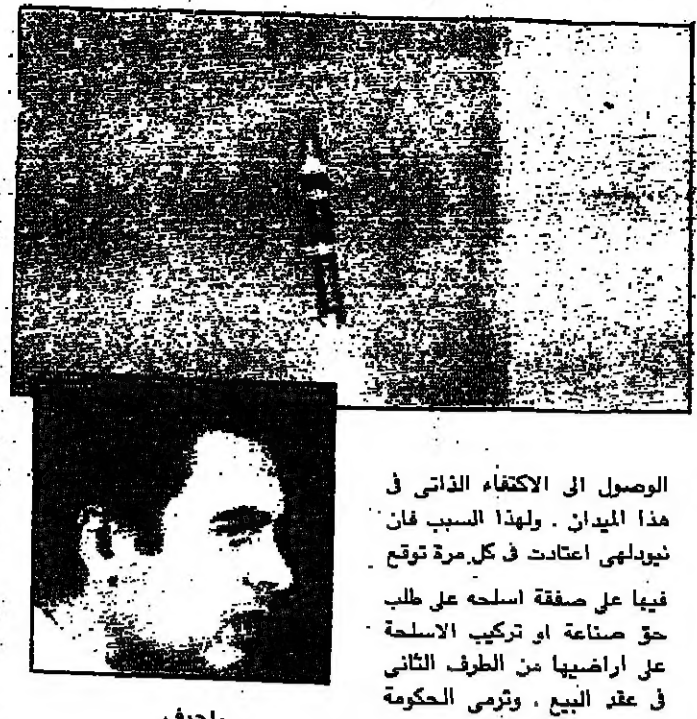 الوصول الى الاكتفاء الذاتى فى
هذا الميدان . ولهذا السبب فان
نيودلهى اعتادت فى كل مرة توقع
فيها على صفقة اسلحه على طلب
حق صناعة او تركيب الاسلحة
على اراضيها من الطرف الثانى
فى عقد البيع . وترمى الحكومة